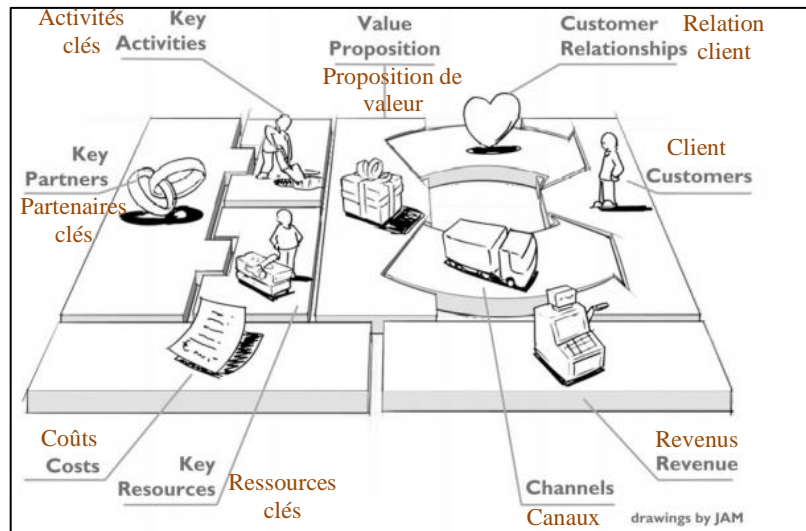 Activités
clés
Key
Activities
Value
Proposition
Proposition de
valeur
Customer
Relationships
Relation
client
Key
Partners
Partenaires
clés
Client
Customers
Coûts
Costs
Key
Resources
Ressources
clés
Channels
Canaux
Revenus
Revenue
drawings by JAM